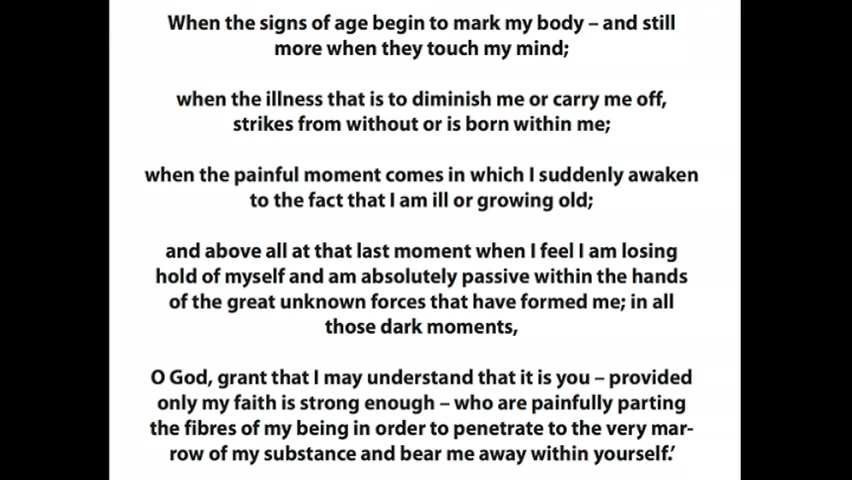 When the signs of age begin to mark my body – and still
more when they touch my mind;
when the illness that is to diminish me or carry me off,
strikes from without or is born within me;
when the painful moment comes in which I suddenly awaken
to the fact that I am ill or growing old;
and above all at that last moment when I feel I am losing
hold of myself and am absolutely passive within the hands
of the great unknown forces that have formed me; in all
those dark moments,
O God, grant that I may understand that it is you – provided
only my faith is strong enough – who are painfully parting
the fibres of my being in order to penetrate to the very mar-
row of my substance and bear me away within yourself.’